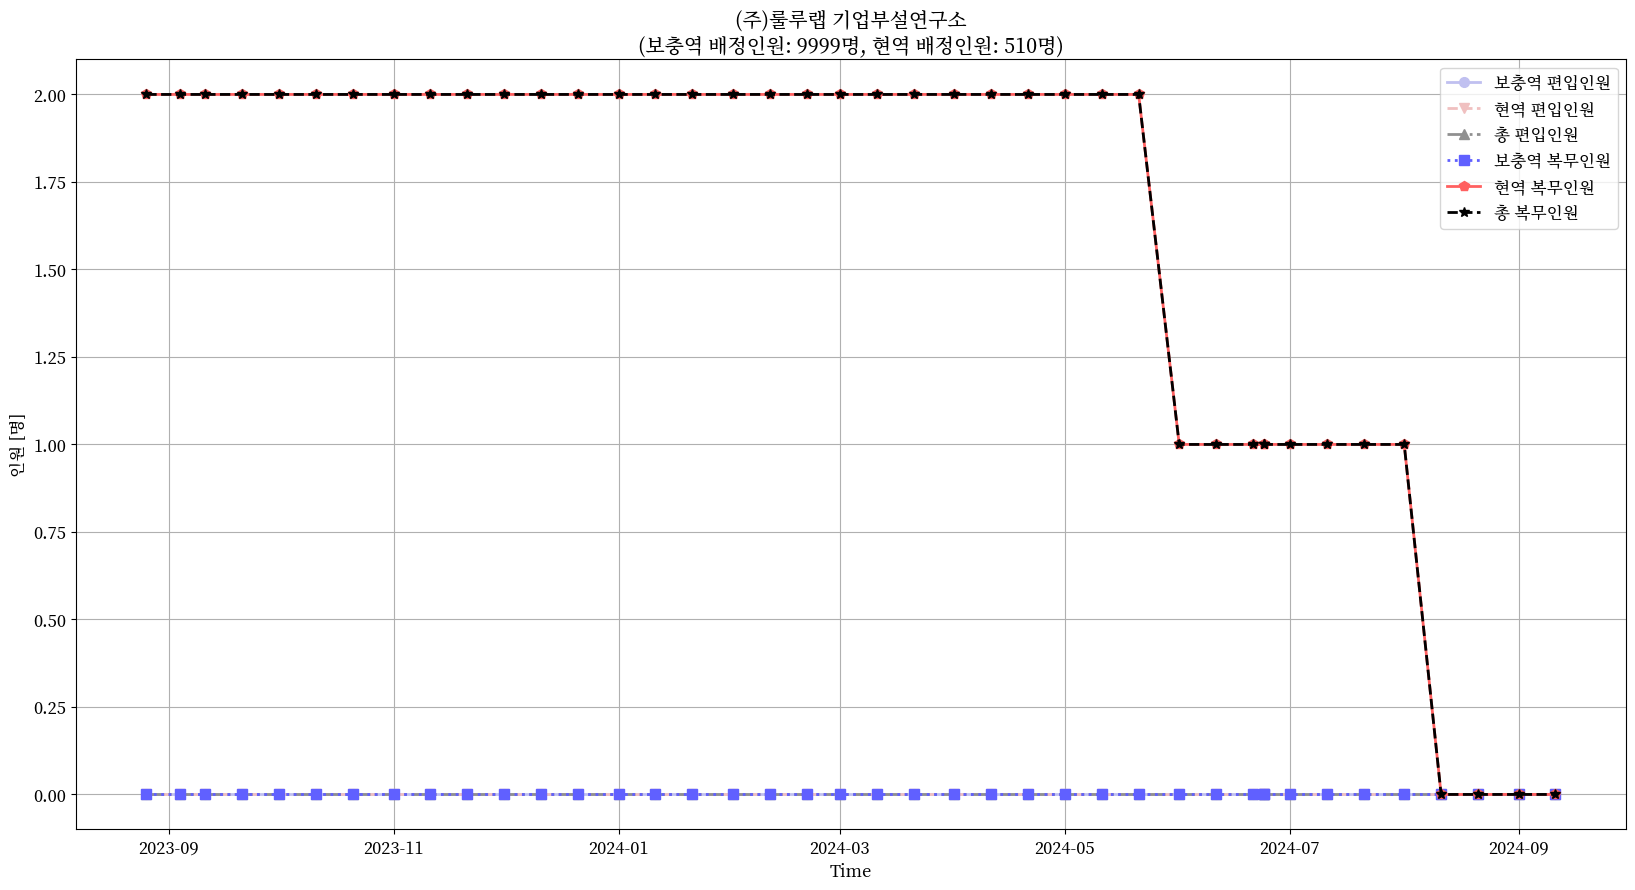 (주)룰루랩 기업부설연구소
(보충역 배정인원: 9999명, 현역 배정인원: 510명)
보충역 편입인원
현역 편입인원
총 편입인원
보충역 복무인원
현역 복무인원
총 복무인원
인원 [명]
2.00
1.75
1.50
1.25
1.00
0.75
0.50
0.25
0.00
2023-09
2023-11
2024-01
2024-03
2024-05
2024-07
2024-09
Time